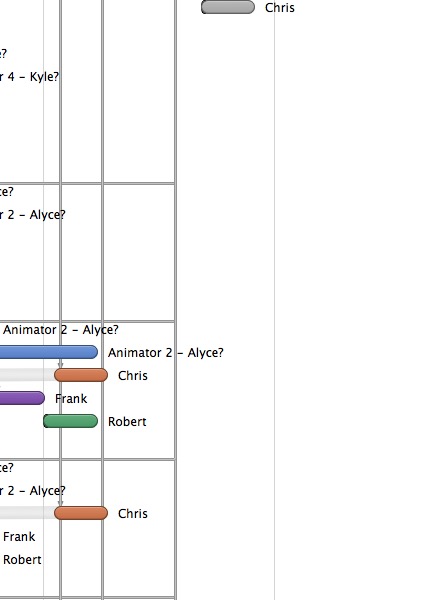 Chris
e?
r 4 – Kyle?
ce?
r 2 – Alyce?
Animator 2 – Alyce?
Animator 2 – Alyce?
Chris
Frank
Robert
ce?
r 2 – Alyce?
Chris
Frank
Robert